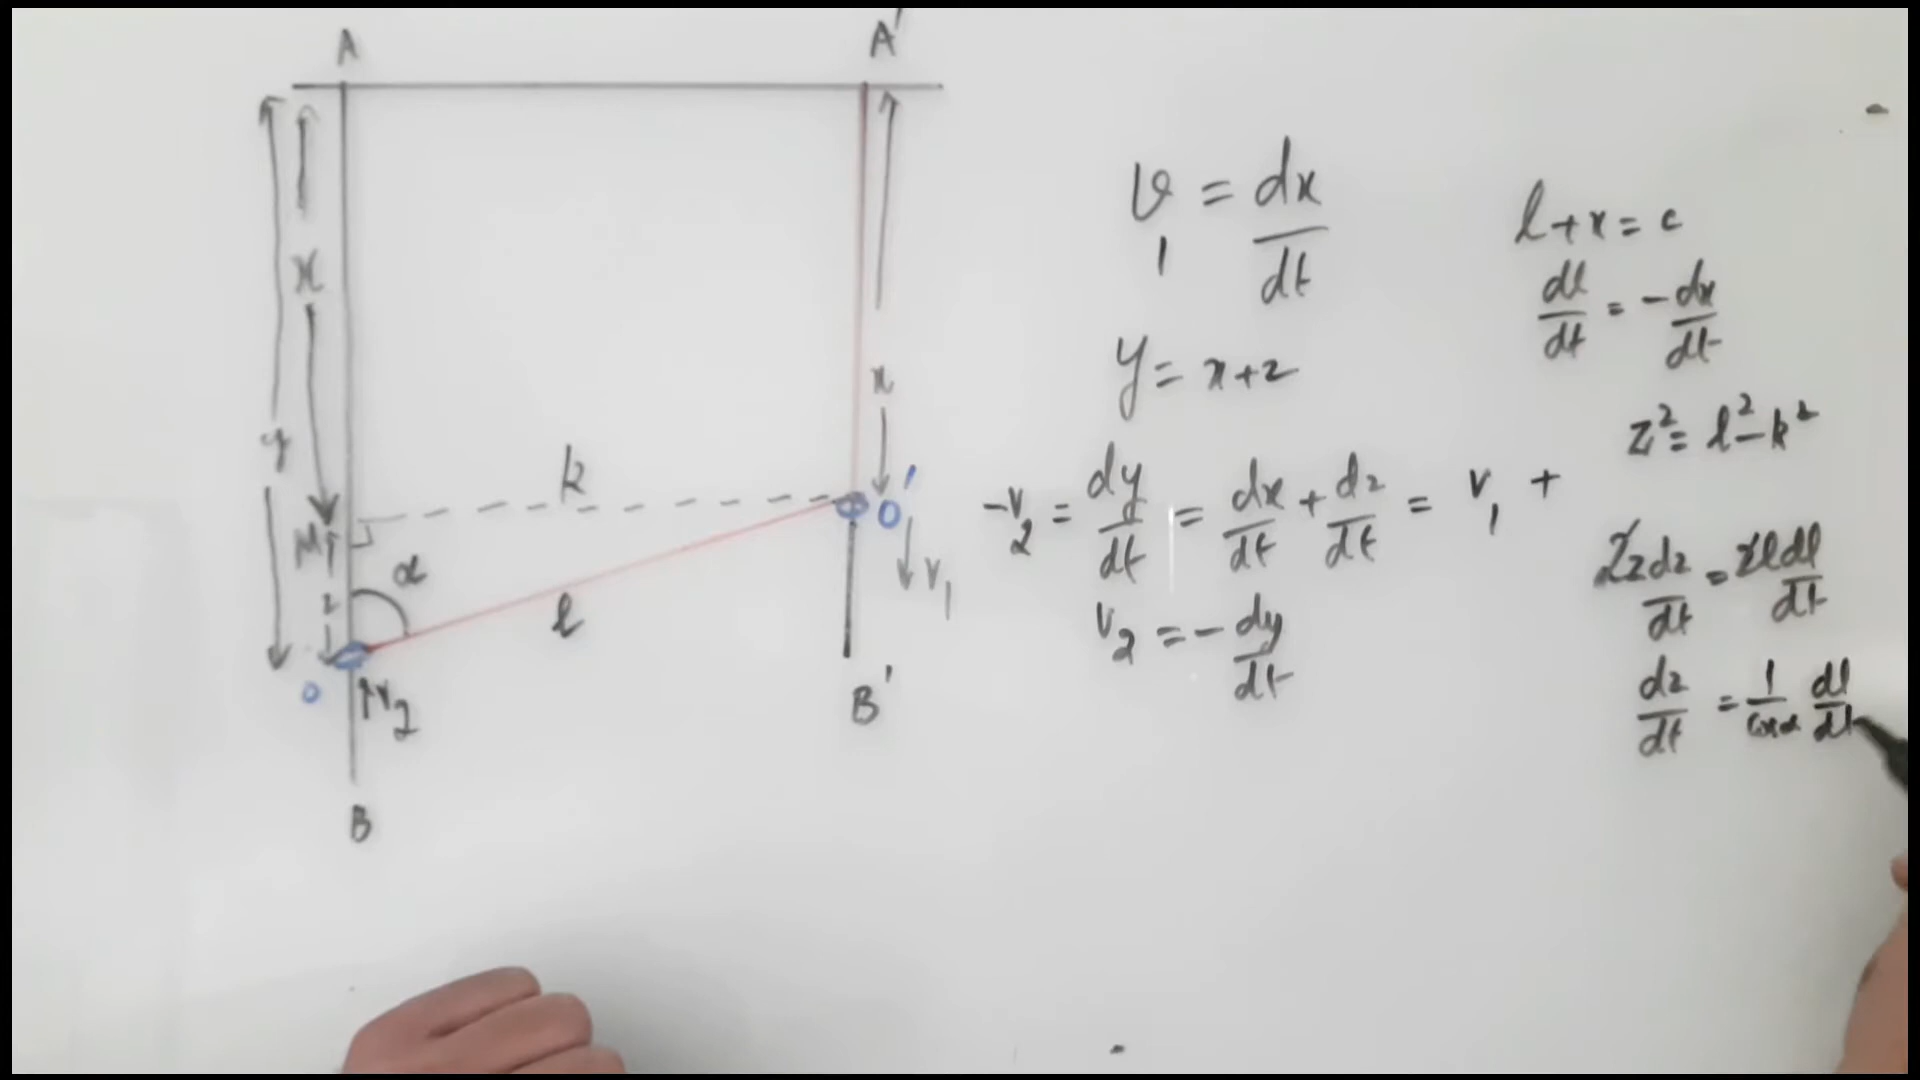 A
A'
x
y
x
k
O'
M
α
v₁
z
l
O
v₂
B'
B
v₁ = dx/dt
y = x+z
-v₂ = dy/dt = dx/dt + dz/dt = v₁ +
v₂ = -dy/dt
l+x = c
dl/dt = -dx/dt
z² = l²-k²
2z dz/dt = 2l dl/dt
dz/dt = 1/cosα dl/dt